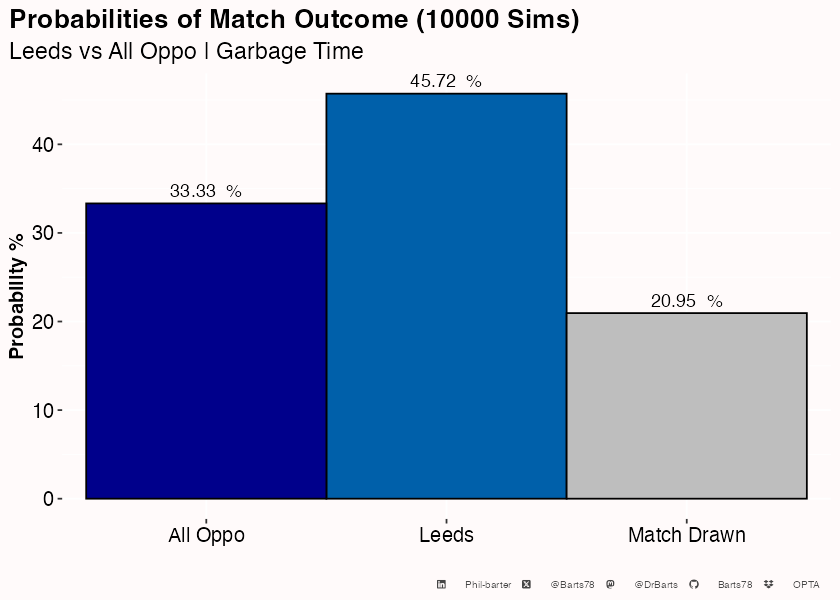 Probabilities of Match Outcome (10000 Sims)
Leeds vs All Oppo | Garbage Time
45.72 %
33.33 %
20.95 %
Probability %
40
30
20
10
0
All Oppo Leeds Match Drawn
Phil-barter @Barts78 @DrBarts Barts78 OPTA